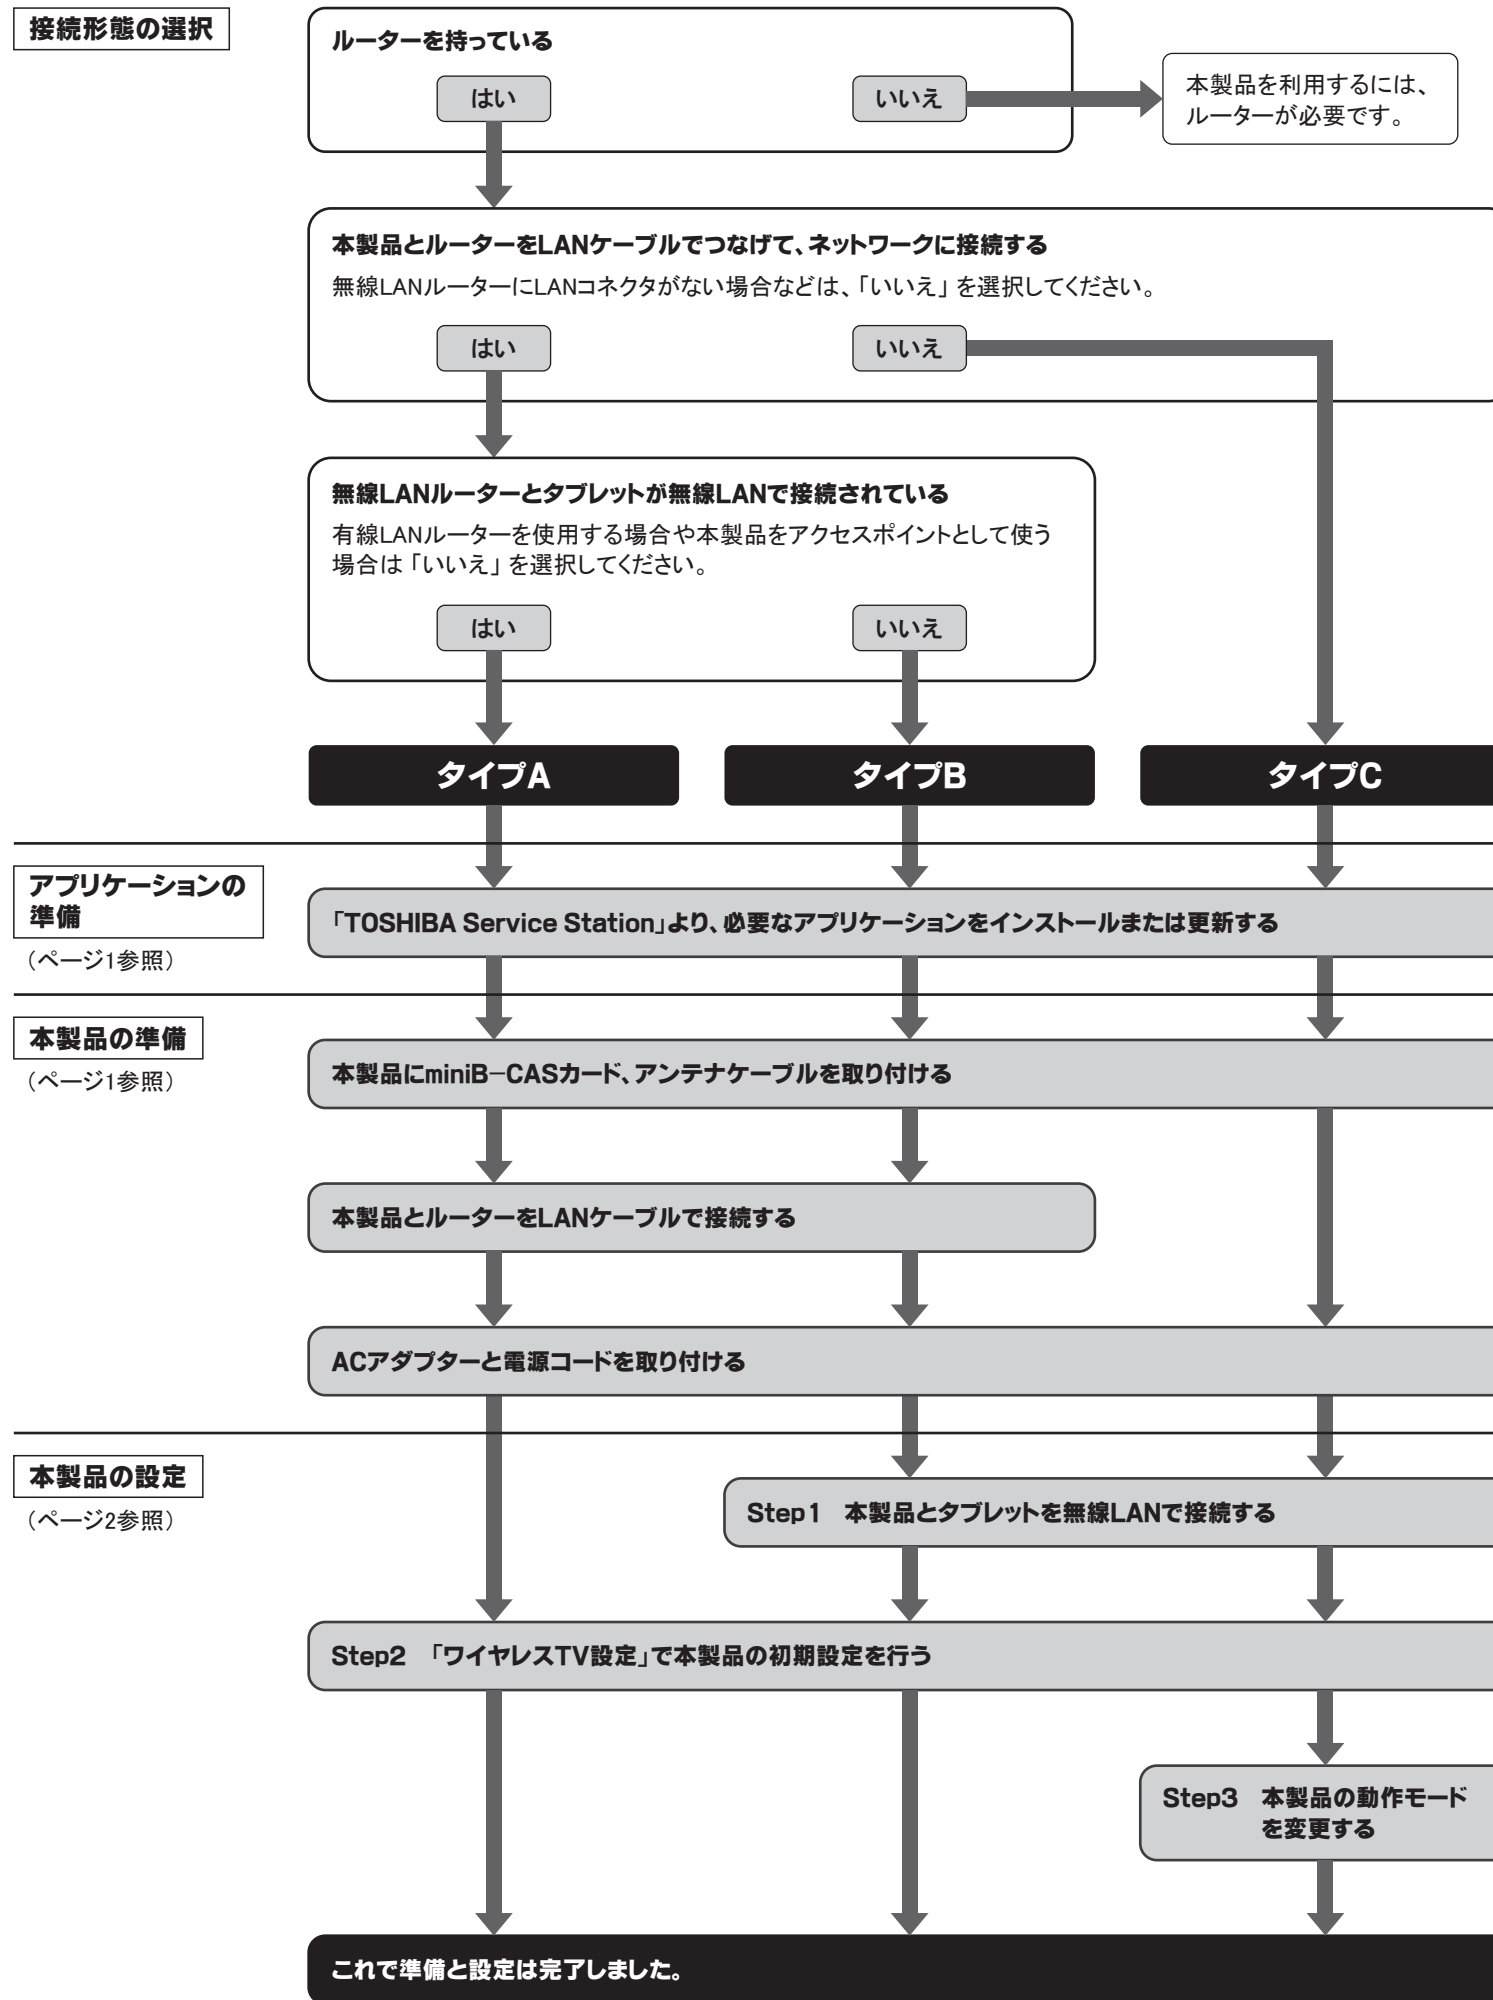 接続形態の選択
ルーターを持っている
はい
いいえ
本製品を利用するには、
ルーターが必要です。
本製品とルーターをLANケーブルでつなげて、ネットワークに接続する
無線LANルーターにLANコネクタがない場合などは、「いいえ」を選択してください。
はい
いいえ
無線LANルーターとタブレットが無線LANで接続されている
有線LANルーターを使用する場合や本製品をアクセスポイントとして使う
場合は「いいえ」を選択してください。
はい
いいえ
タイプA
タイプB
タイプC
アプリケーションの
準備
（ページ1参照）
「TOSHIBA Service Station」より、必要なアプリケーションをインストールまたは更新する
本製品の準備
（ページ1参照）
本製品にminiB-CASカード、アンテナケーブルを取り付ける
本製品とルーターをLANケーブルで接続する
ACアダプターと電源コードを取り付ける
本製品の設定
（ページ2参照）
Step1　本製品とタブレットを無線LANで接続する
Step2　「ワイヤレスTV設定」で本製品の初期設定を行う
Step3　本製品の動作モード
を変更する
これで準備と設定は完了しました。